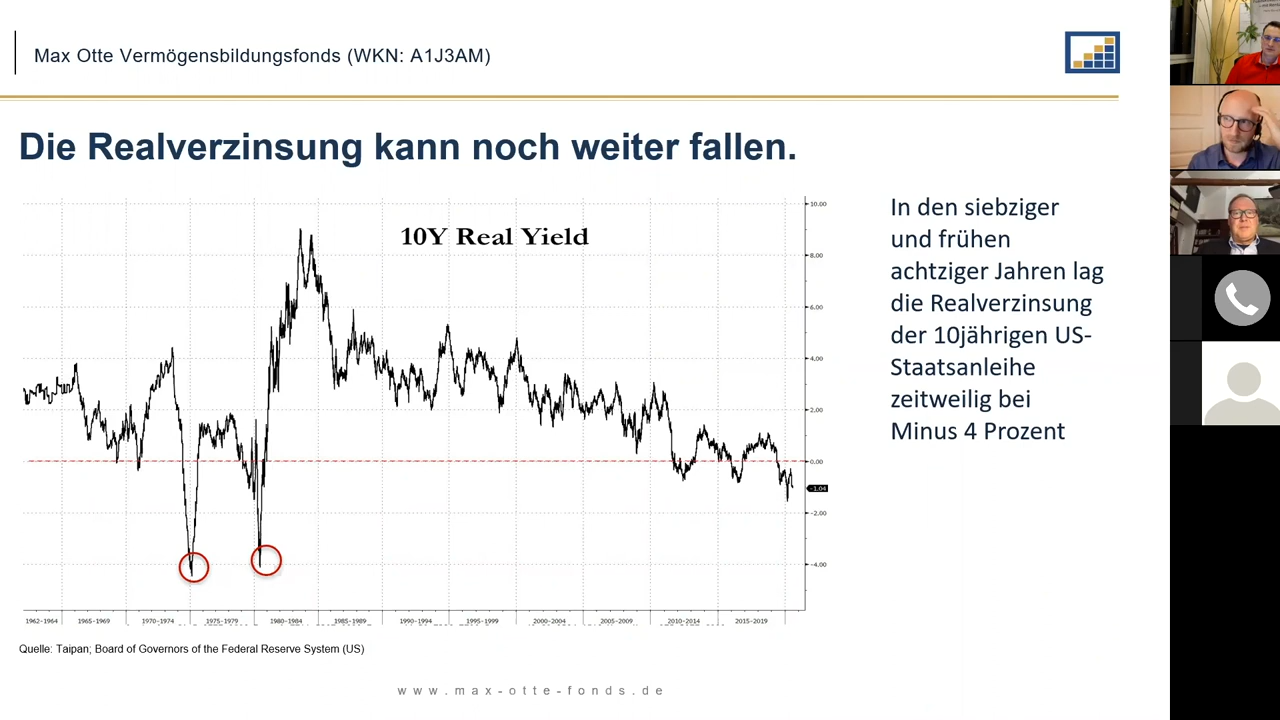 Max Otte Vermögensbildungsfonds (WKN: A1J3AM)
Die Realverzinsung kann noch weiter fallen.
10Y Real Yield
10.00
8.00
6.00
4.00
2.00
0.00
-1.04
-2.00
-4.00
1962-1964 1965-1969 1970-1974 1975-1979 1980-1984 1985-1989 1990-1994 1995-1999 2000-2004 2005-2009 2010-2014 2015-2019
In den siebziger
und frühen
achtziger Jahren lag
die Realverzinsung
der 10jährigen US-
Staatsanleihe
zeitweilig bei
Minus 4 Prozent
Quelle: Taipan; Board of Governors of the Federal Reserve System (US)
www.max-otte-fonds.de